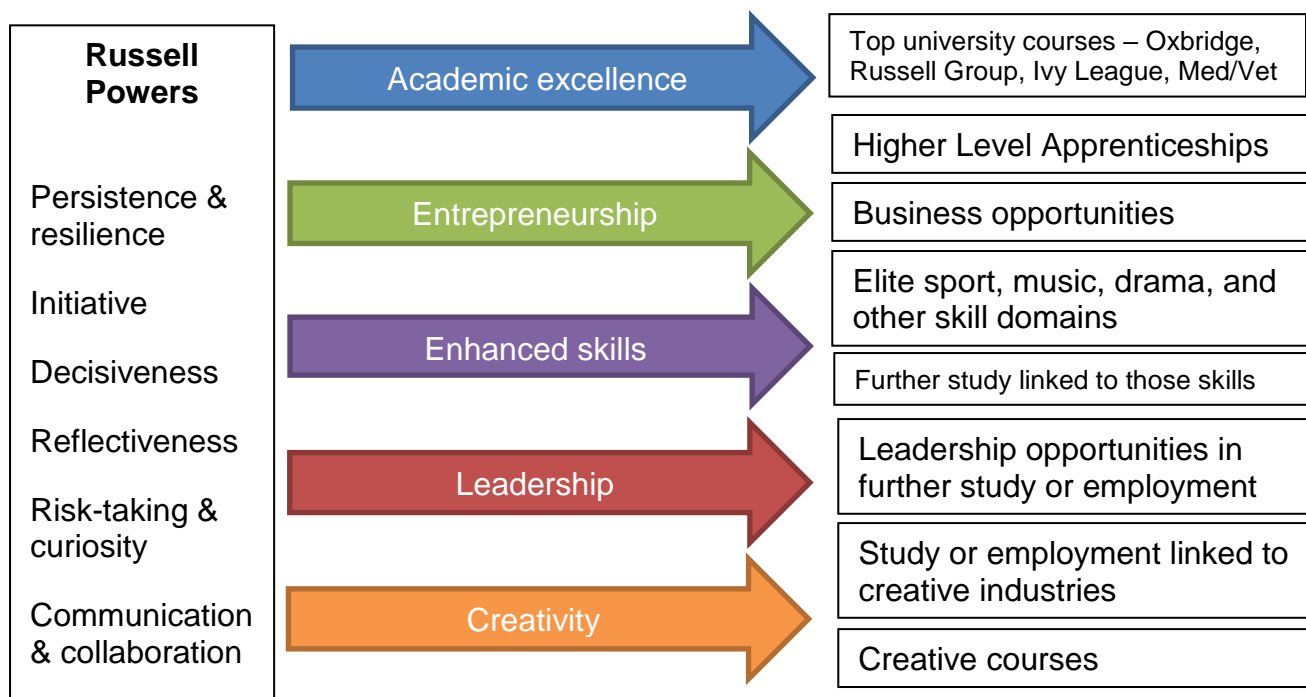 Russell
Powers
Persistence &
resilience
Initiative
Decisiveness
Reflectiveness
Risk-taking &
curiosity
Communication
& collaboration
Academic excellence
Entrepreneurship
Enhanced skills
Leadership
Creativity
Top university courses – Oxbridge,
Russell Group, Ivy League, Med/Vet
Higher Level Apprenticeships
Business opportunities
Elite sport, music, drama, and
other skill domains
Further study linked to those skills
Leadership opportunities in
further study or employment
Study or employment linked to
creative industries
Creative courses